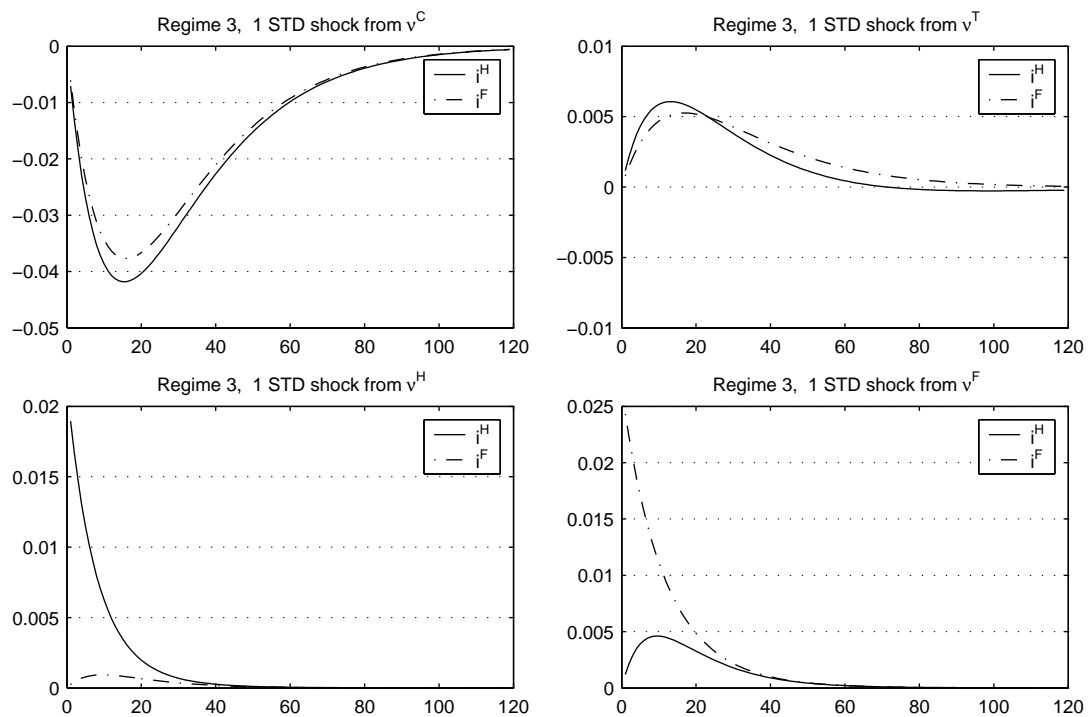 Regime 3, 1 STD shock from ν^C
0
−0.01
−0.02
−0.03
−0.04
−0.05
0 20 40 60 80 100 120
i^H
i^F
Regime 3, 1 STD shock from ν^T
0.01
0.005
0
−0.005
−0.01
0 20 40 60 80 100 120
i^H
i^F
Regime 3, 1 STD shock from ν^H
0.02
0.015
0.01
0.005
0
0 20 40 60 80 100 120
i^H
i^F
Regime 3, 1 STD shock from ν^F
0.025
0.02
0.015
0.01
0.005
0
0 20 40 60 80 100 120
i^H
i^F